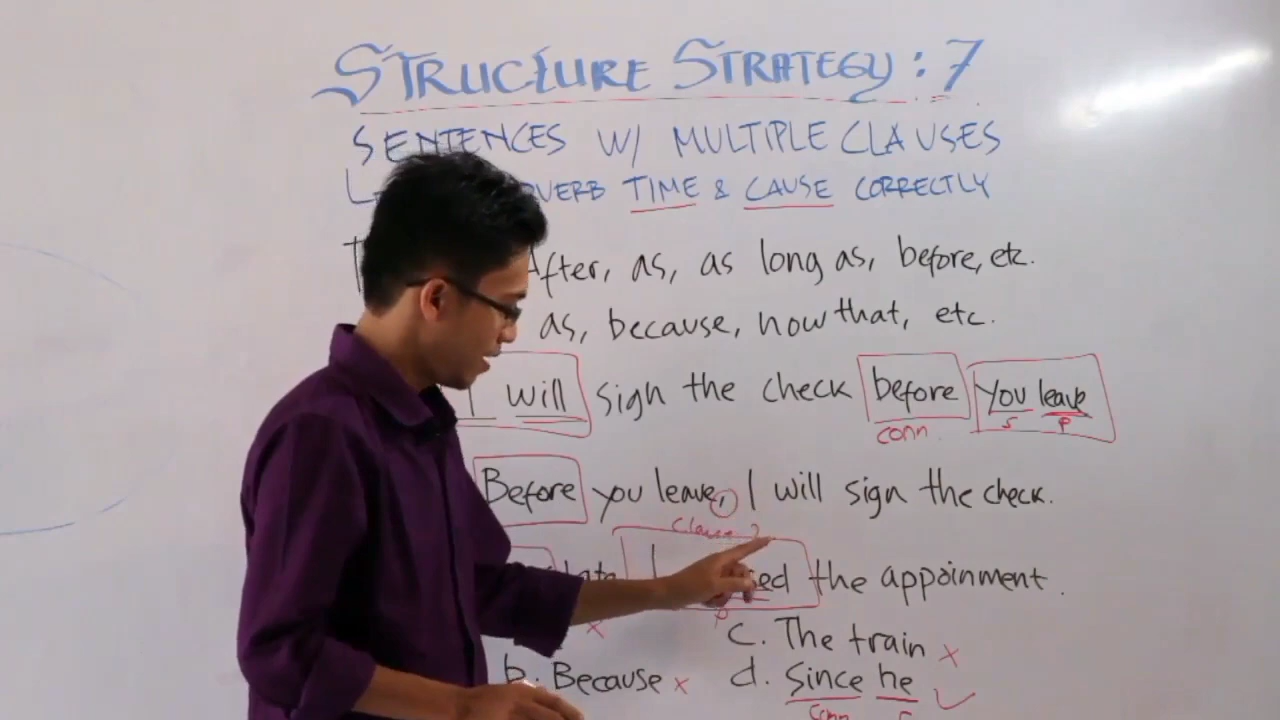 STRUCTURE STRATEGY : 7
SENTENCES W/ MULTIPLE CLAUSES
TIME & CAUSE CORRECTLY
After, as, as long as, before, etc.
as, because, now that, etc.
I will sign the check before you leave
conn. S P
Before you leave, I will sign the check.
Clause 2
the appoinment.
P
c. The train x
b. Because x d. Since he ✓
conn S